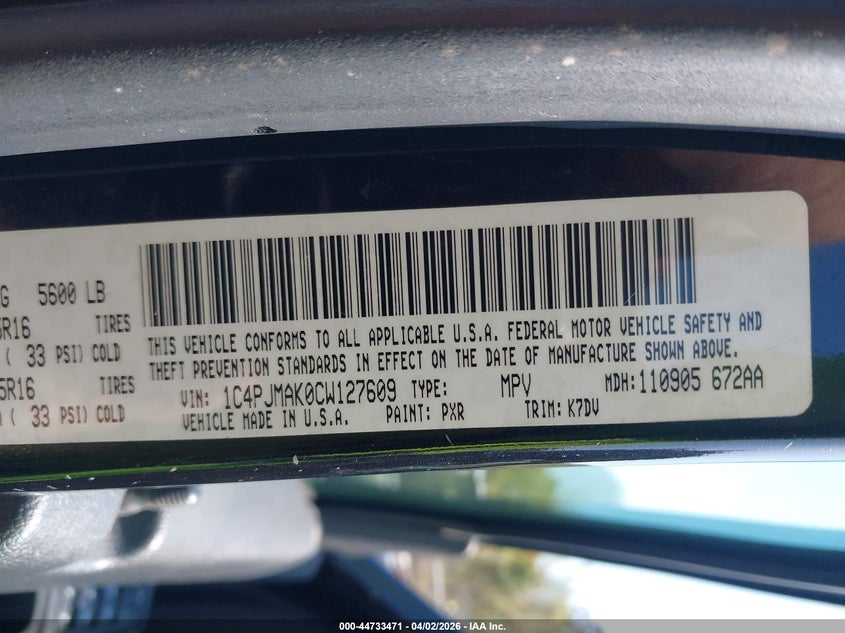 G 5600 LB
5R16 TIRES
( 33 PSI) COLD
5R16 TIRES
( 33 PSI) COLD
THIS VEHICLE CONFORMS TO ALL APPLICABLE U.S.A. FEDERAL MOTOR VEHICLE SAFETY AND
THEFT PREVENTION STANDARDS IN EFFECT ON THE DATE OF MANUFACTURE SHOWN ABOVE.
VIN: 1C4PJMAK0CW127609 TYPE: MPV MDH: 110905 672AA
VEHICLE MADE IN U.S.A. PAINT: PXR TRIM: K7DV
000-44733471 - 04/02/2026 - IAA Inc.